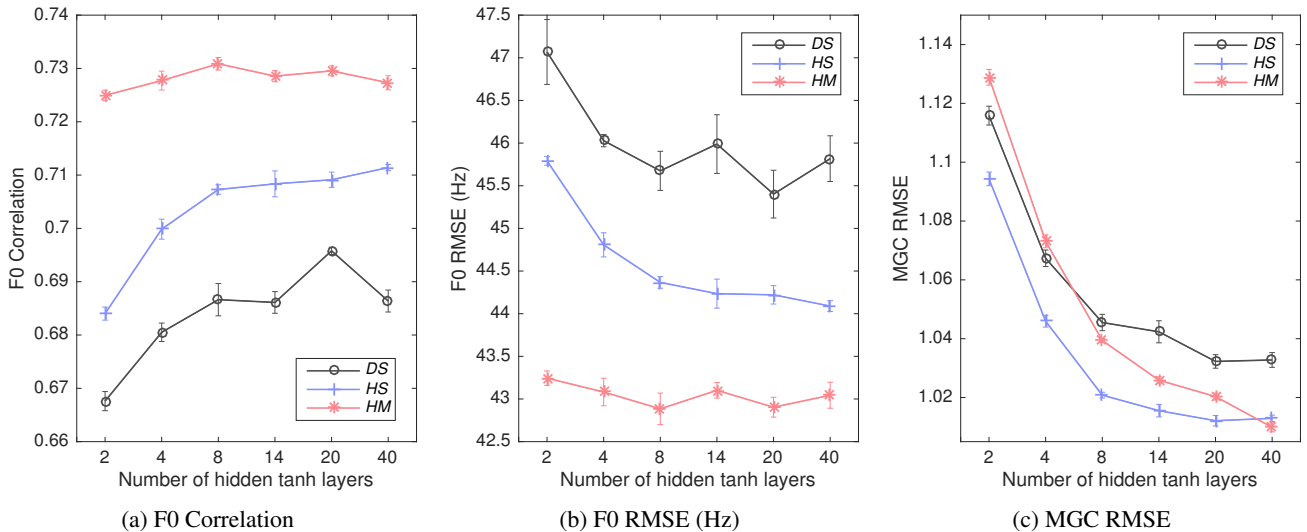 0.74
0.73
0.72
0.71
0.7
0.69
0.68
0.67
0.66
F0 Correlation
DS
HS
HM
2 4 8 14 20 40
Number of hidden tanh layers
(a) F0 Correlation
47.5
47
46.5
46
45.5
45
44.5
44
43.5
43
42.5
F0 RMSE (Hz)
DS
HS
HM
2 4 8 14 20 40
Number of hidden tanh layers
(b) F0 RMSE (Hz)
1.14
1.12
1.1
1.08
1.06
1.04
1.02
MGC RMSE
DS
HS
HM
2 4 8 14 20 40
Number of hidden tanh layers
(c) MGC RMSE